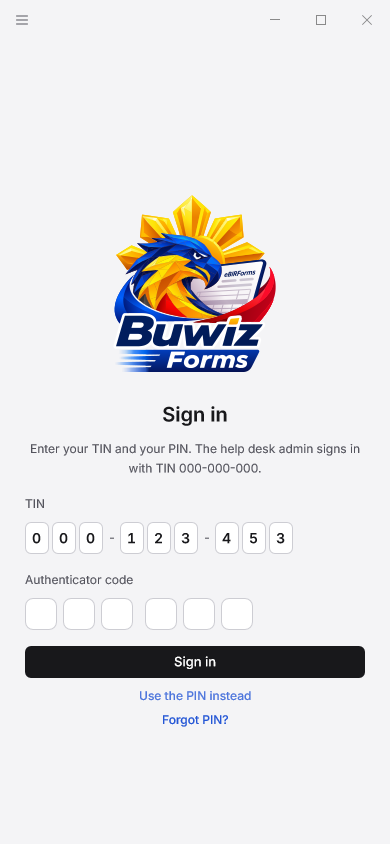 eBIRForms
Buwiz
Forms
Sign in
Enter your TIN and your PIN. The help desk admin signs in
with TIN 000-000-000.
TIN
0 0 0 - 1 2 3 - 4 5 3
Authenticator code
Sign in
Use the PIN instead
Forgot PIN?